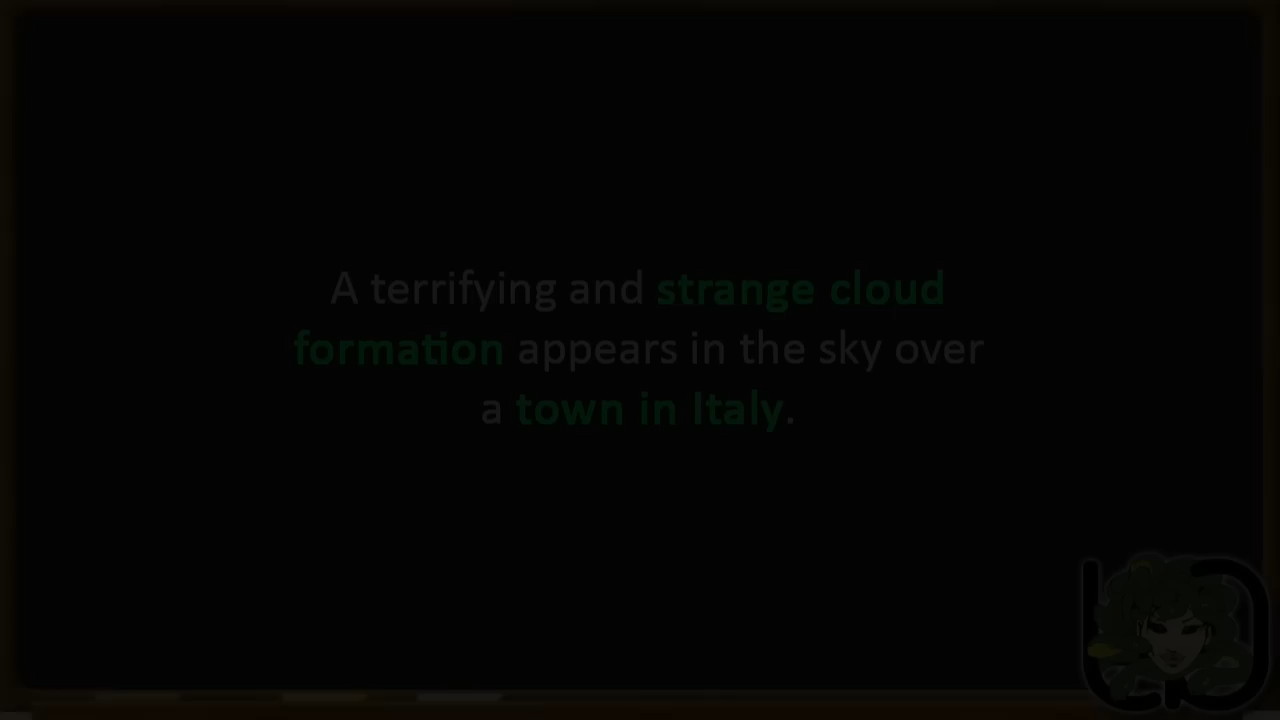 A terrifying and strange cloud
formation appears in the sky over
a town in Italy.